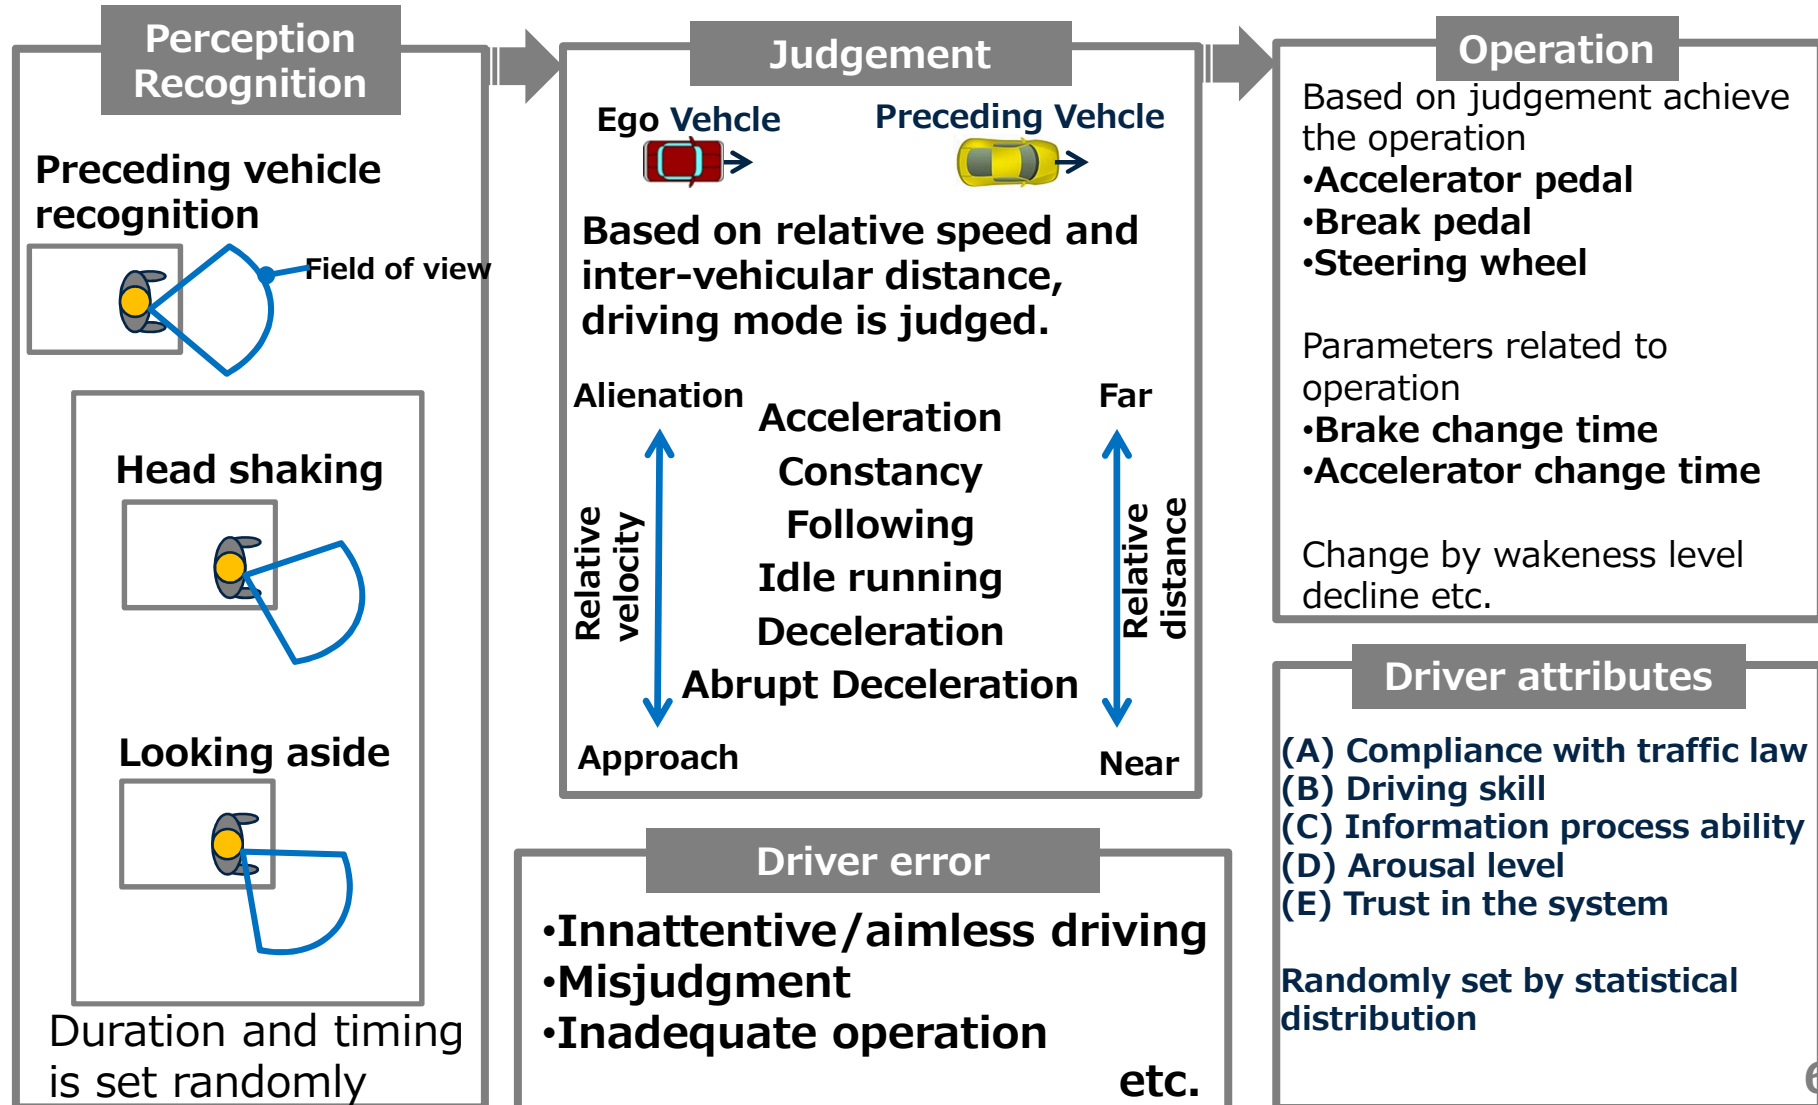 Perception
Recognition
Preceding vehicle
recognition
Field of view
Head shaking
Looking aside
Duration and timing
is set randomly
Judgement
Ego Vehcle
Preceding Vehcle
Based on relative speed and
inter-vehicular distance,
driving mode is judged.
Alienation
Relative
velocity
Approach
Acceleration
Constancy
Following
Idle running
Deceleration
Abrupt Deceleration
Far
Relative
distance
Near
Driver error
•Innattentive/aimless driving
•Misjudgment
•Inadequate operation
etc.
Operation
Based on judgement achieve
the operation
•Accelerator pedal
•Break pedal
•Steering wheel
Parameters related to
operation
•Brake change time
•Accelerator change time
Change by wakeness level
decline etc.
Driver attributes
(A) Compliance with traffic law
(B) Driving skill
(C) Information process ability
(D) Arousal level
(E) Trust in the system
Randomly set by statistical
distribution
6